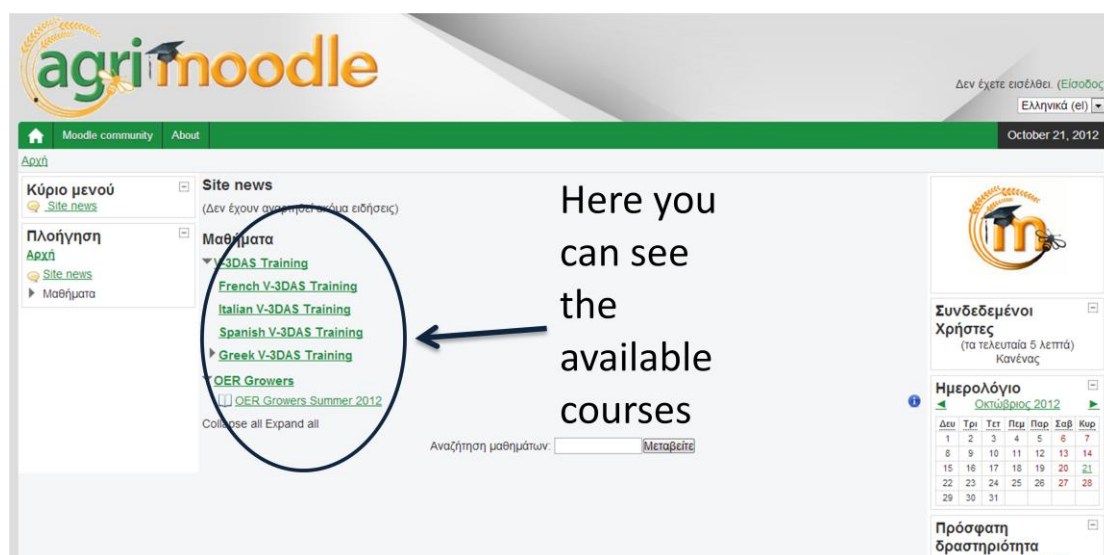 agrimoodle
Δεν έχετε εισέλθει. (Είσοδος
Ελληνικά (el)
Moodle community About
October 21, 2012
Αρχή
Κύριο μενού
Site news
Πλοήγηση
Αρχή
Site news
Μαθήματα
Site news
(Δεν έχουν αναρτηθεί ακόμα ειδήσεις)
Μαθήματα
V-3DAS Training
French V-3DAS Training
Italian V-3DAS Training
Spanish V-3DAS Training
Greek V-3DAS Training
OER Growers
OER Growers Summer 2012
Collapse all Expand all
Αναζήτηση μαθημάτων: Μεταβείτε
Here you
can see
the
available
courses
m
Συνδεδεμένοι
Χρήστες
(τα τελευταία 5 λεπτά)
Κανένας
Ημερολόγιο
◄ Οκτώβριος 2012 ►
Δευ Τρι Τετ Πεμ Παρ Σαβ Κυρ
1 2 3 4 5 6 7
8 9 10 11 12 13 14
15 16 17 18 19 20 21
22 23 24 25 26 27 28
29 30 31
Πρόσφατη
δραστηριότητα